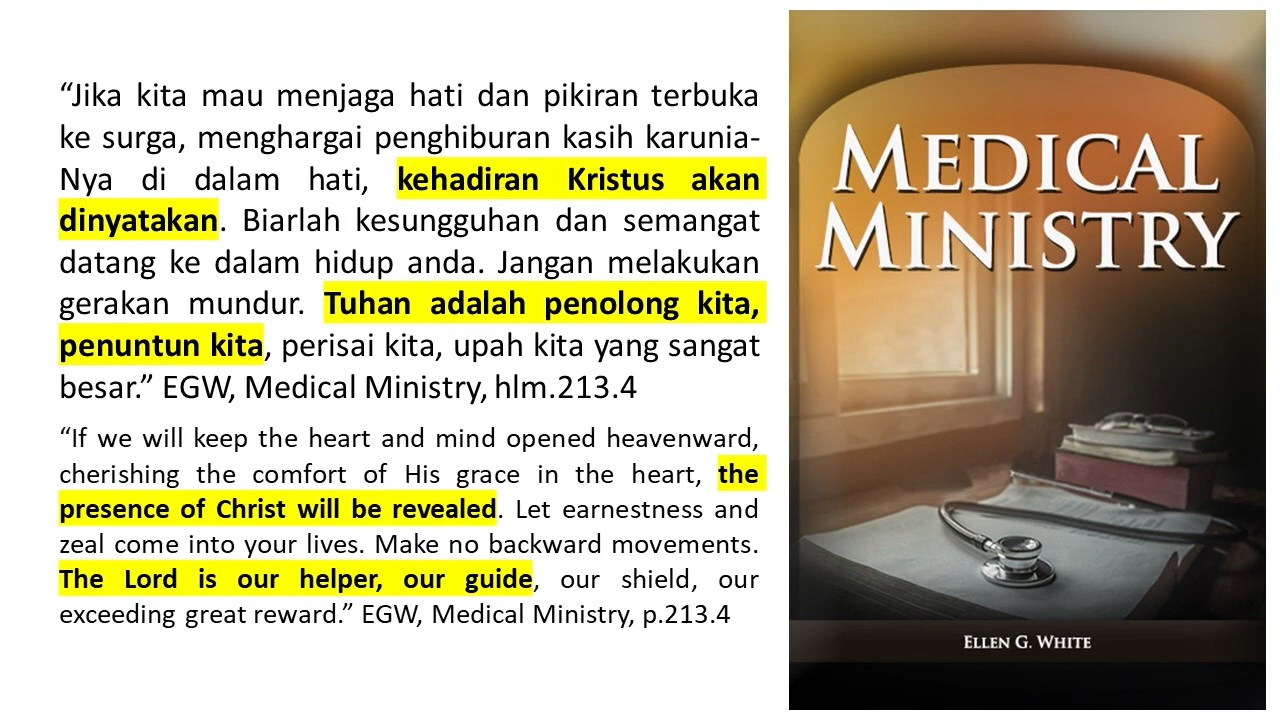 “Jika kita mau menjaga hati dan pikiran terbuka
ke surga, menghargai penghiburan kasih karunia-
Nya di dalam hati, kehadiran Kristus akan
dinyatakan. Biarlah kesungguhan dan semangat
datang ke dalam hidup anda. Jangan melakukan
gerakan mundur. Tuhan adalah penolong kita,
penuntun kita, perisai kita, upah kita yang sangat
besar.” EGW, Medical Ministry, hlm.213.4
“If we will keep the heart and mind opened heavenward,
cherishing the comfort of His grace in the heart, the
presence of Christ will be revealed. Let earnestness and
zeal come into your lives. Make no backward movements.
The Lord is our helper, our guide, our shield, our
exceeding great reward.” EGW, Medical Ministry, p.213.4
MEDICAL
MINISTRY
ELLEN G. WHITE